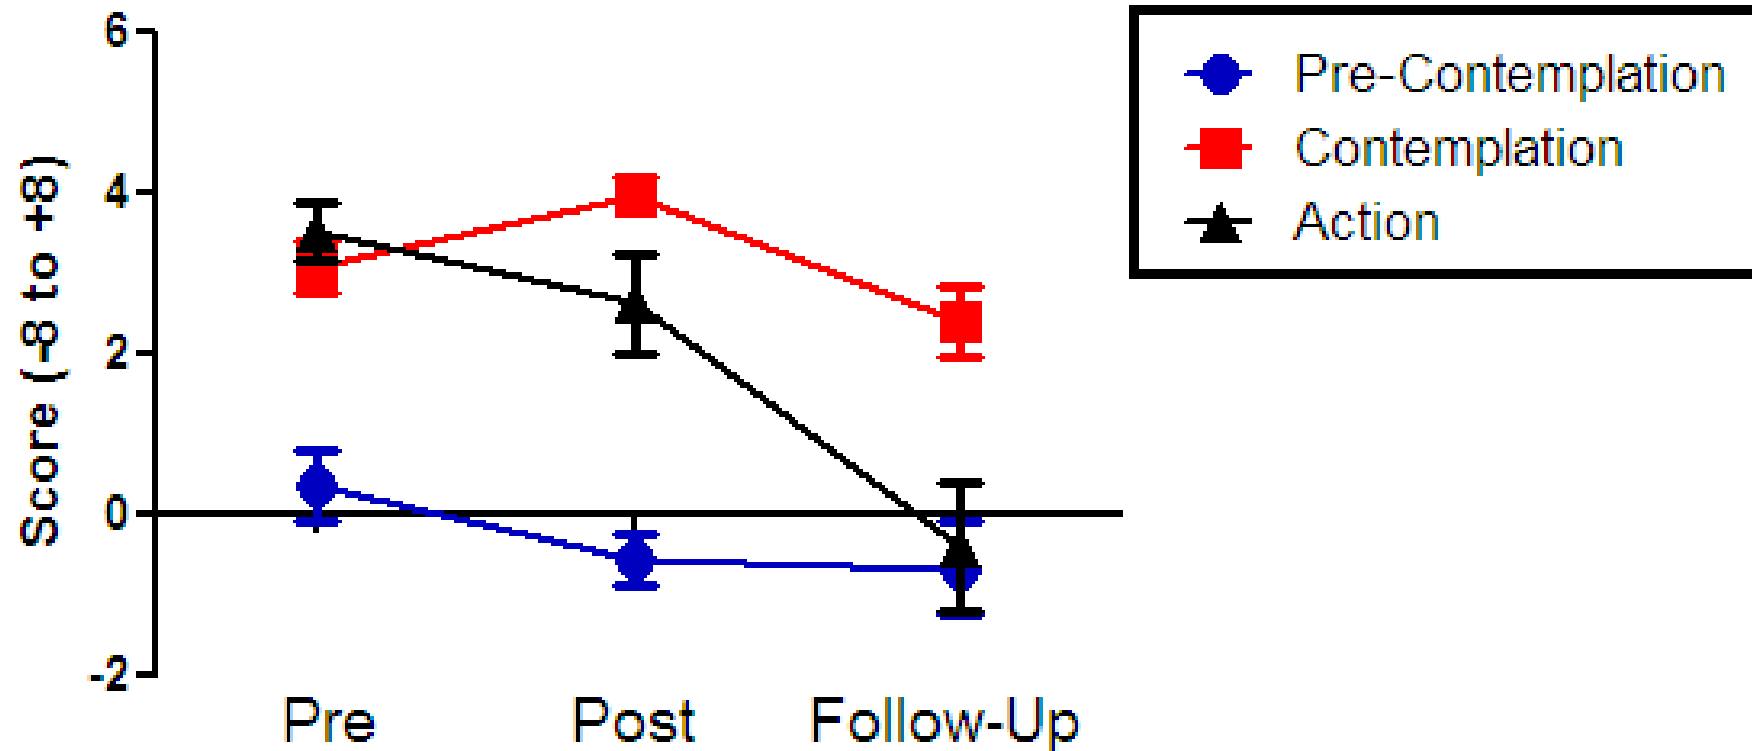 6
4
2
0
-2
Score (-8 to +8)
Pre Post Follow-Up
Pre-Contemplation
Contemplation
Action